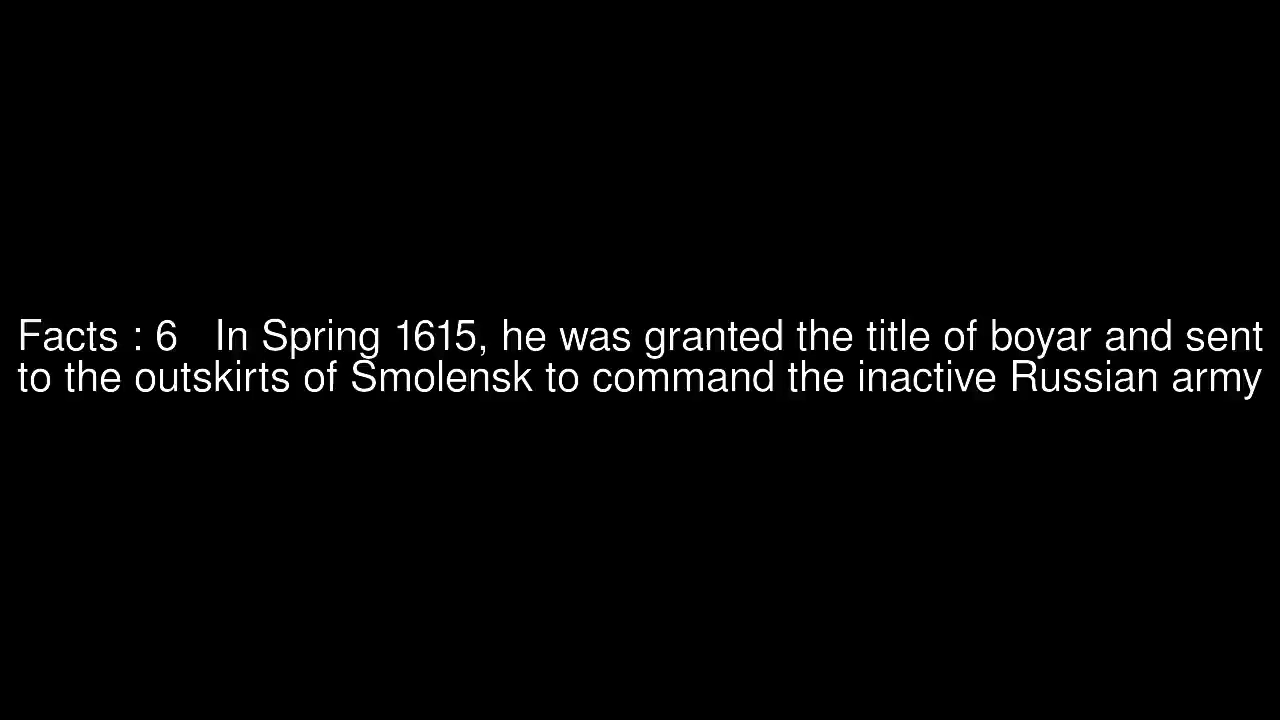 Facts : 6   In Spring 1615, he was granted the title of boyar and sent
to the outskirts of Smolensk to command the inactive Russian army